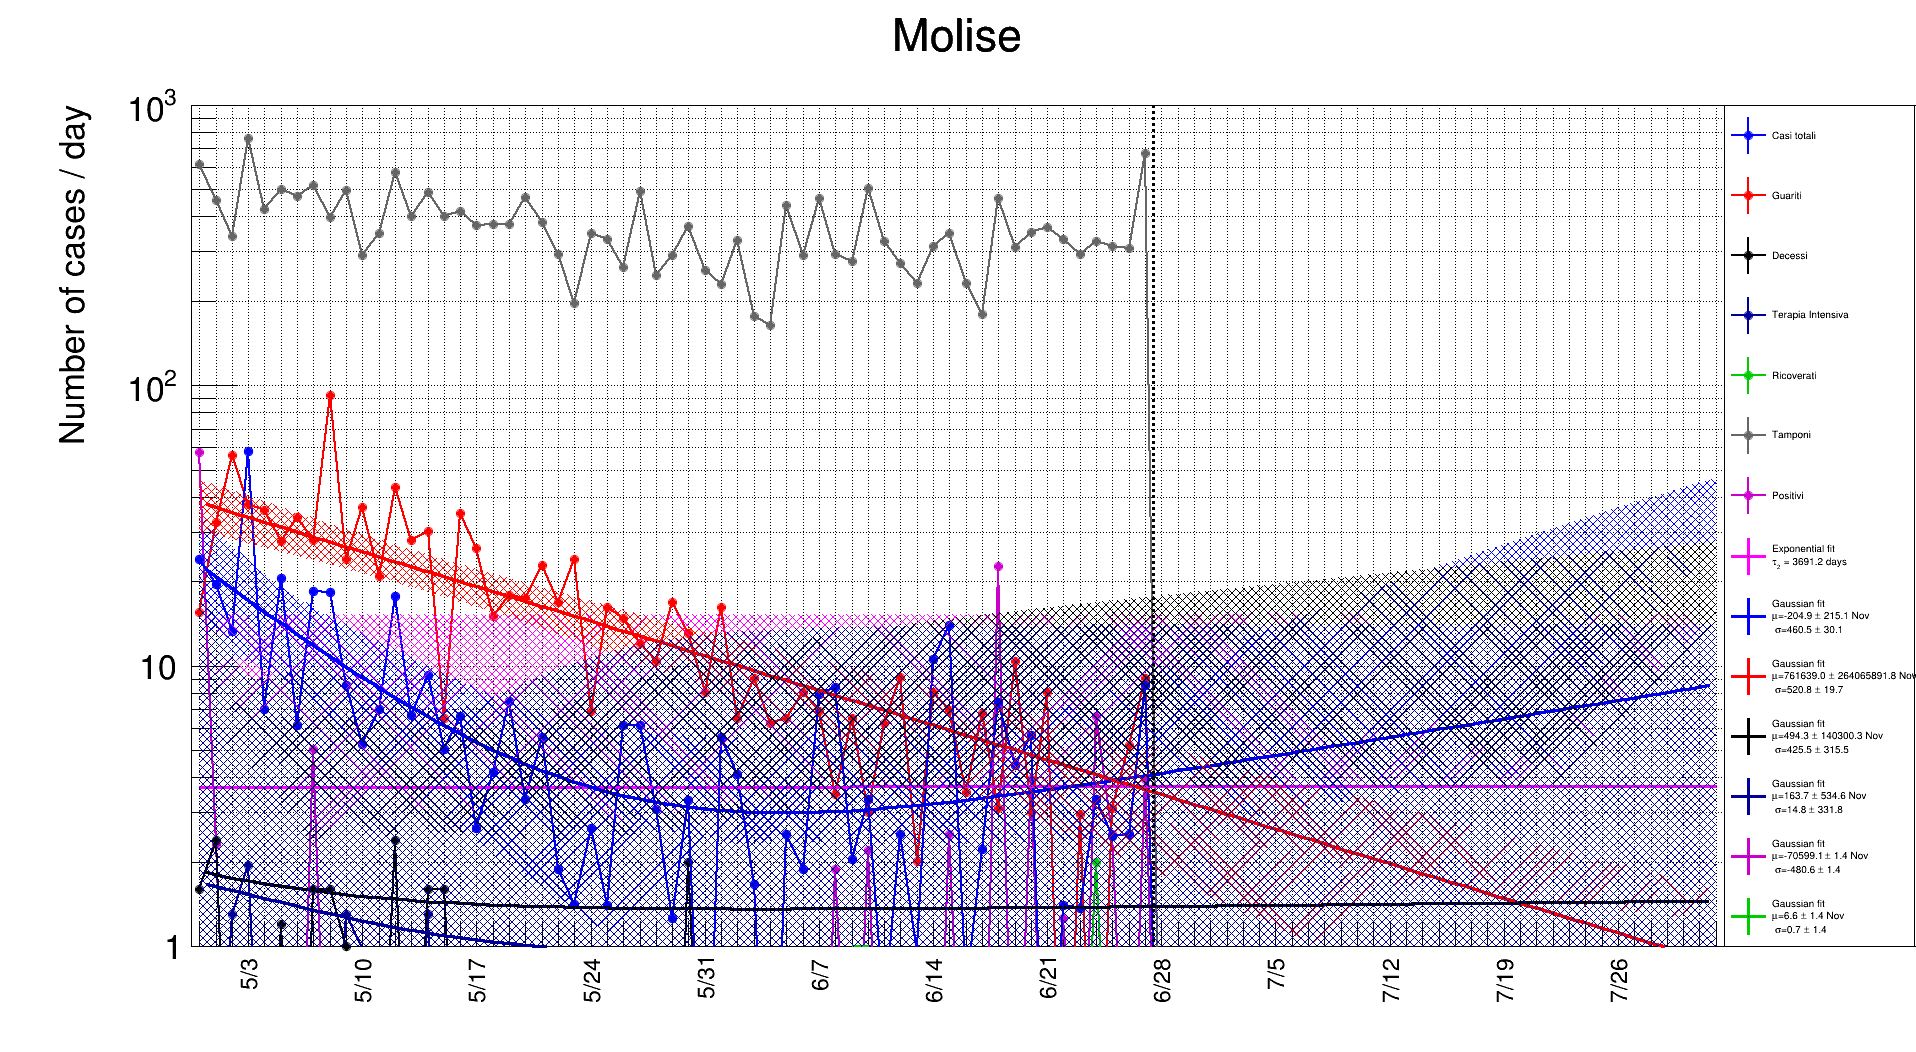 Molise
Number of cases / day
10³
10²
10
1
5/3
5/10
5/17
5/24
5/31
6/7
6/14
6/21
6/28
7/5
7/12
7/19
7/26
Casi totali
Guariti
Decessi
Terapia Intensiva
Ricoverati
Tamponi
Positivi
Exponential fit
τ₂ = 3691.2 days
Gaussian fit
μ=-204.9 ± 215.1 Nov
σ=460.5 ± 30.1
Gaussian fit
μ=761639.0 ± 264065891.8 Nov
σ=520.8 ± 19.7
Gaussian fit
μ=494.3 ± 140300.3 Nov
σ=425.5 ± 315.5
Gaussian fit
μ=163.7 ± 534.6 Nov
σ=14.8 ± 331.8
Gaussian fit
μ=-70599.1 ± 1.4 Nov
σ=-480.6 ± 1.4
Gaussian fit
μ=6.6 ± 1.4 Nov
σ=0.7 ± 1.4